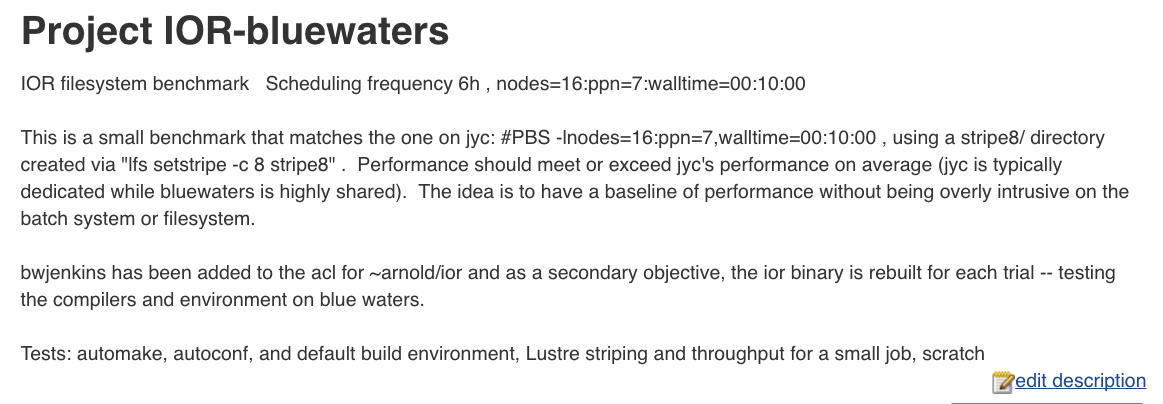 Project IOR-bluewaters
IOR filesystem benchmark   Scheduling frequency 6h , nodes=16:ppn=7:walltime=00:10:00
This is a small benchmark that matches the one on jyc: #PBS -lnodes=16:ppn=7,walltime=00:10:00 , using a stripe8/ directory
created via "lfs setstripe -c 8 stripe8" .  Performance should meet or exceed jyc's performance on average (jyc is typically
dedicated while bluewaters is highly shared).  The idea is to have a baseline of performance without being overly intrusive on the
batch system or filesystem.
bwjenkins has been added to the acl for ~arnold/ior and as a secondary objective, the ior binary is rebuilt for each trial -- testing
the compilers and environment on blue waters.
Tests: automake, autoconf, and default build environment, Lustre striping and throughput for a small job, scratch
edit description